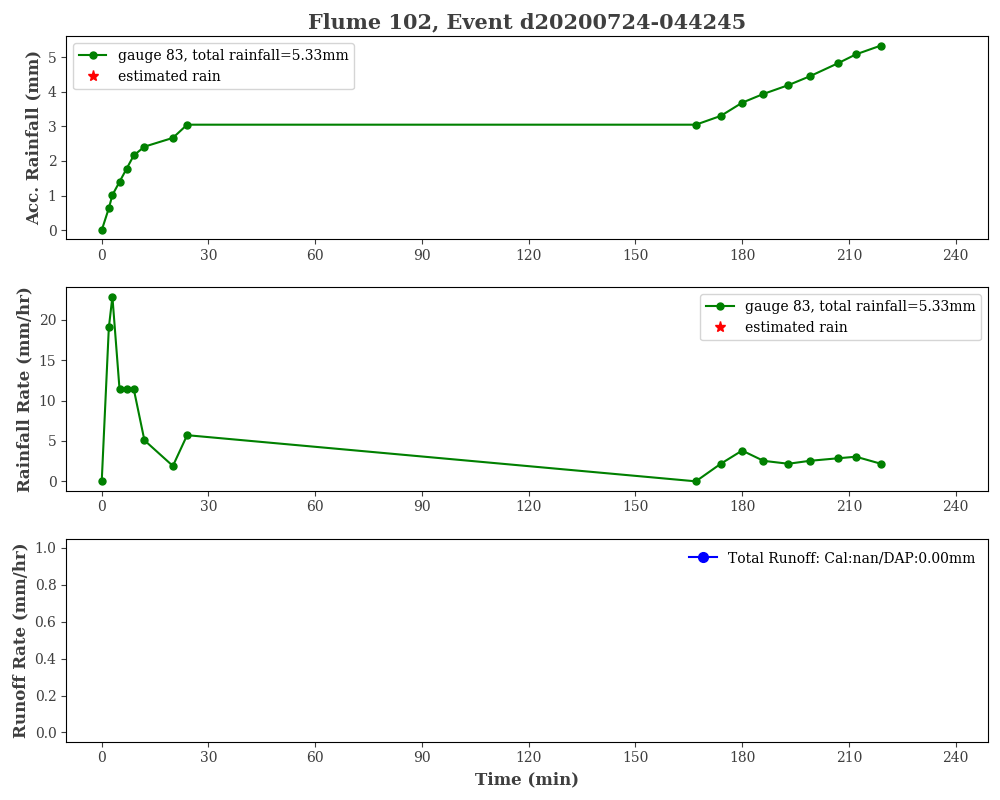 Flume 102, Event d20200724-044245
Acc. Rainfall (mm)
5
4
3
2
1
0
gauge 83, total rainfall=5.33mm
estimated rain
0 30 60 90 120 150 180 210 240
Rainfall Rate (mm/hr)
20
15
10
5
0
gauge 83, total rainfall=5.33mm
estimated rain
0 30 60 90 120 150 180 210 240
Runoff Rate (mm/hr)
1.0
0.8
0.6
0.4
0.2
0.0
Total Runoff: Cal:nan/DAP:0.00mm
0 30 60 90 120 150 180 210 240
Time (min)